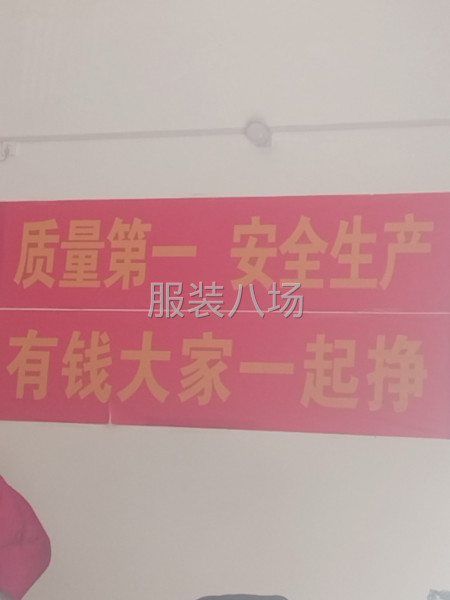 质量第一 安全生产
服装八场
有钱大家一起挣